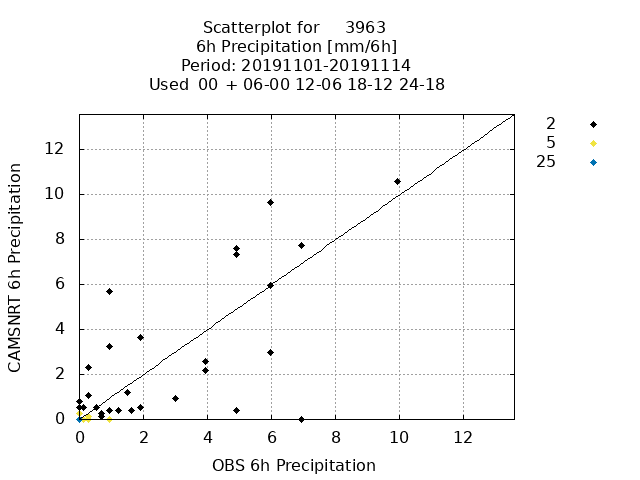 Scatterplot for 3963
6h Precipitation [mm/6h]
Period: 20191101-20191114
Used 00 + 06-00 12-06 18-12 24-18
2
5
25
12
10
8
6
4
2
0
CAMSNRT 6h Precipitation
0 2 4 6 8 10 12
OBS 6h Precipitation